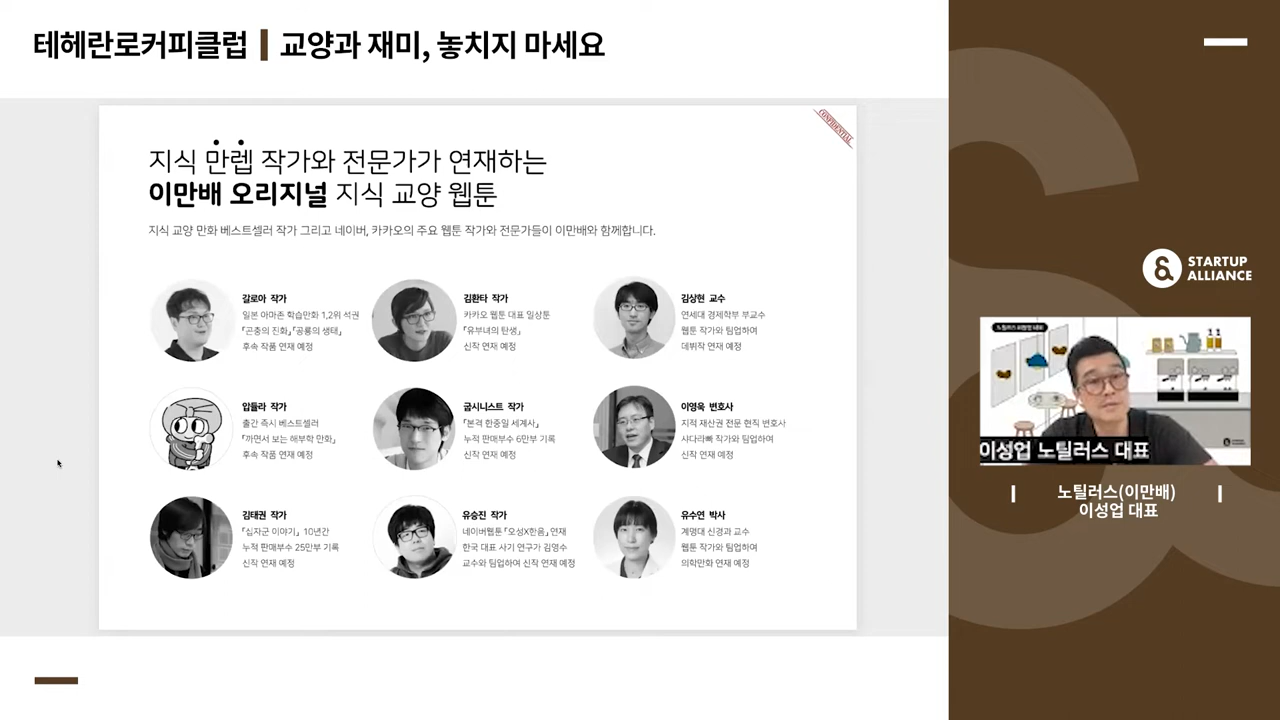 테헤란로커피클럽 | 교양과 재미, 놓치지 마세요
CONFIDENTIAL
지식 만렙 작가와 전문가가 연재하는
이만배 오리지널 지식 교양 웹툰
지식 교양 만화 베스트셀러 작가 그리고 네이버, 카카오의 주요 웹툰 작가와 전문가들이 이만배와 함께합니다.
갈로아 작가
일본 아마존 학습만화 1,2위 석권
『곤충의 진화』『공룡의 생태』
후속 작품 연재 예정
김환타 작가
카카오 웹툰 대표 일상툰
『유부녀의 탄생』
신작 연재 예정
김상현 교수
연세대 경제학부 부교수
웹툰 작가와 팀업하여
데뷔작 연재 예정
압듈라 작가
출간 즉시 베스트셀러
『까면서 보는 해부학 만화』
후속 작품 연재 예정
굽시니스트 작가
『본격 한중일 세계사』
누적 판매부수 6만부 기록
신작 연재 예정
이영욱 변호사
지적 재산권 전문 현직 변호사
사다라빠 작가와 팀업하여
신작 연재 예정
김태권 작가
『십자군 이야기』 10년간
누적 판매부수 25만부 기록
신작 연재 예정
유승진 작가
네이버웹툰『오성X한음』연재
한국 대표 사기 연구가 김영수
교수와 팀업하여 신작 연재 예정
유수연 박사
계명대 신경과 교수
웹툰 작가와 팀업하여
의학만화 연재 예정
STARTUP
ALLIANCE
노틸러스 이성업 대표
이성업 노틸러스 대표
노틸러스(이만배)
이성업 대표